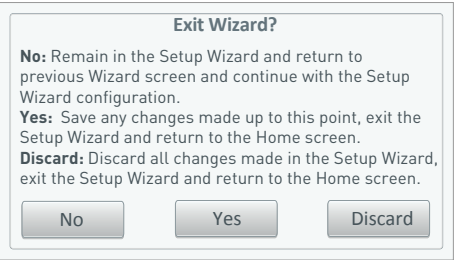 Exit Wizard?
No: Remain in the Setup Wizard and return to
previous Wizard screen and continue with the Setup
Wizard configuration.
Yes: Save any changes made up to this point, exit the
Setup Wizard and return to the Home screen.
Discard: Discard all changes made in the Setup Wizard,
exit the Setup Wizard and return to the Home screen.
No Yes Discard